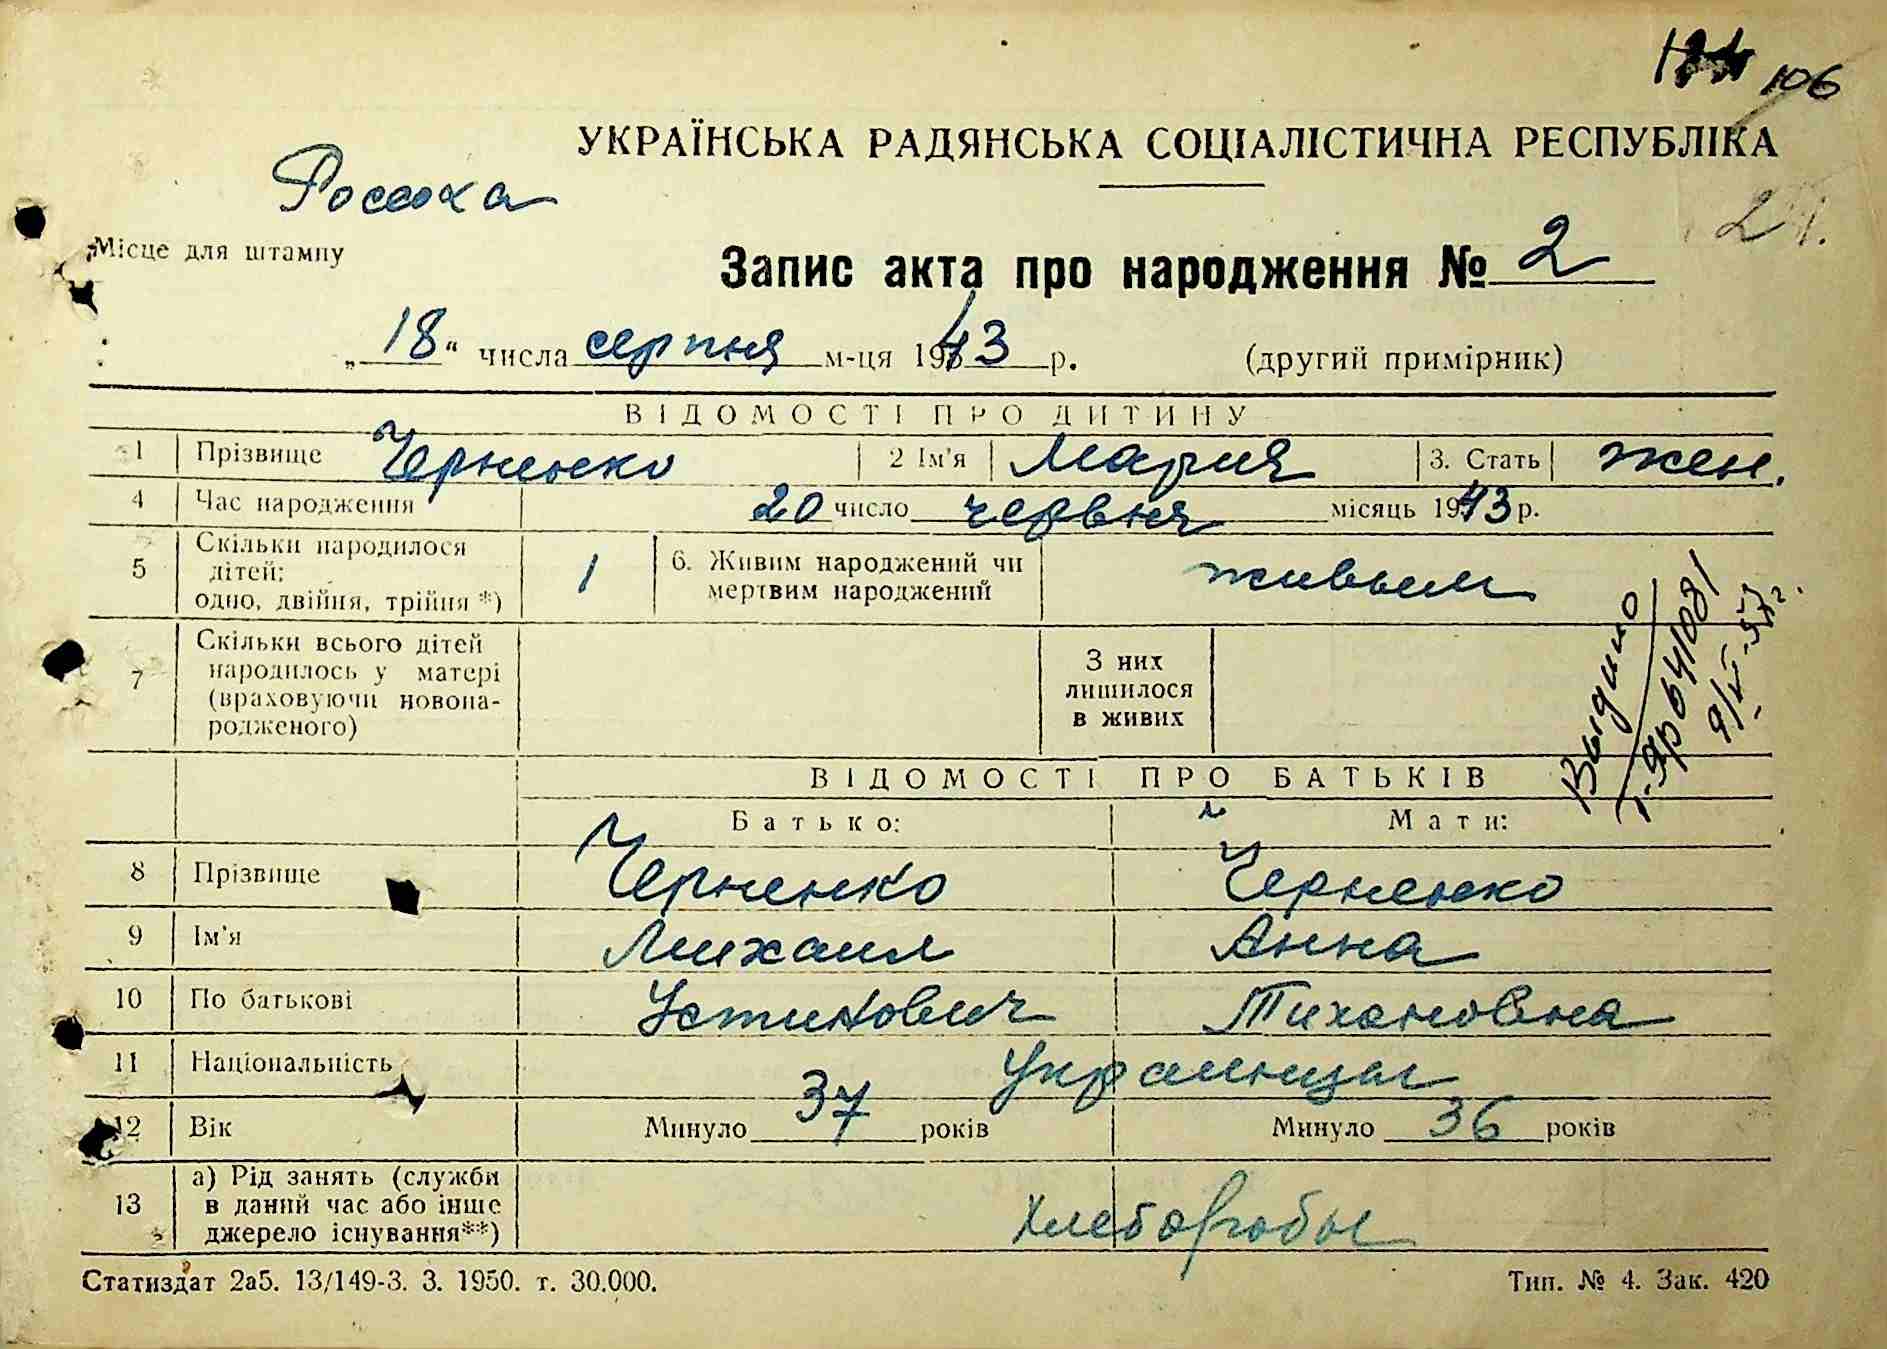 106
УКРАЇНСЬКА РАДЯНСЬКА СОЦІАЛІСТИЧНА РЕСПУБЛІКА
Россоха
Місце для штампу
Запис акта про народження № 2
„18“ числа серпня м-ця 1943 р. (другий примірник)
ВІДОМОСТІ ПРО ДИТИНУ
1 Прізвище Черненко 2 Ім'я Мария 3. Стать жен.
4 Час народження 20 число червня місяць 1943 р.
5 Скільки народилося дітей: одно, двійня, трійня *) 1 6. Живим народжений чи мертвим народжений живым
7 Скільки всього дітей народилось у матері (враховуючи новонародженого) З них лишилося в живих
Выдано
I-ЯР 641081
ВІДОМОСТІ ПРО БАТЬКІВ
Батько: Мати:
8 Прізвище Черненко Черненко
9 Ім'я Михаил Анна
10 По батькові Устинович Тихоновна
11 Національність Украинцы
12 Вік Минуло 37 років Минуло 36 років
13 а) Рід занять (служби в даний час або інше джерело існування**) Хлеборобы
Статиздат 2а5. 13/149-З. 3. 1950. т. 30.000. Тип. № 4. Зак. 420